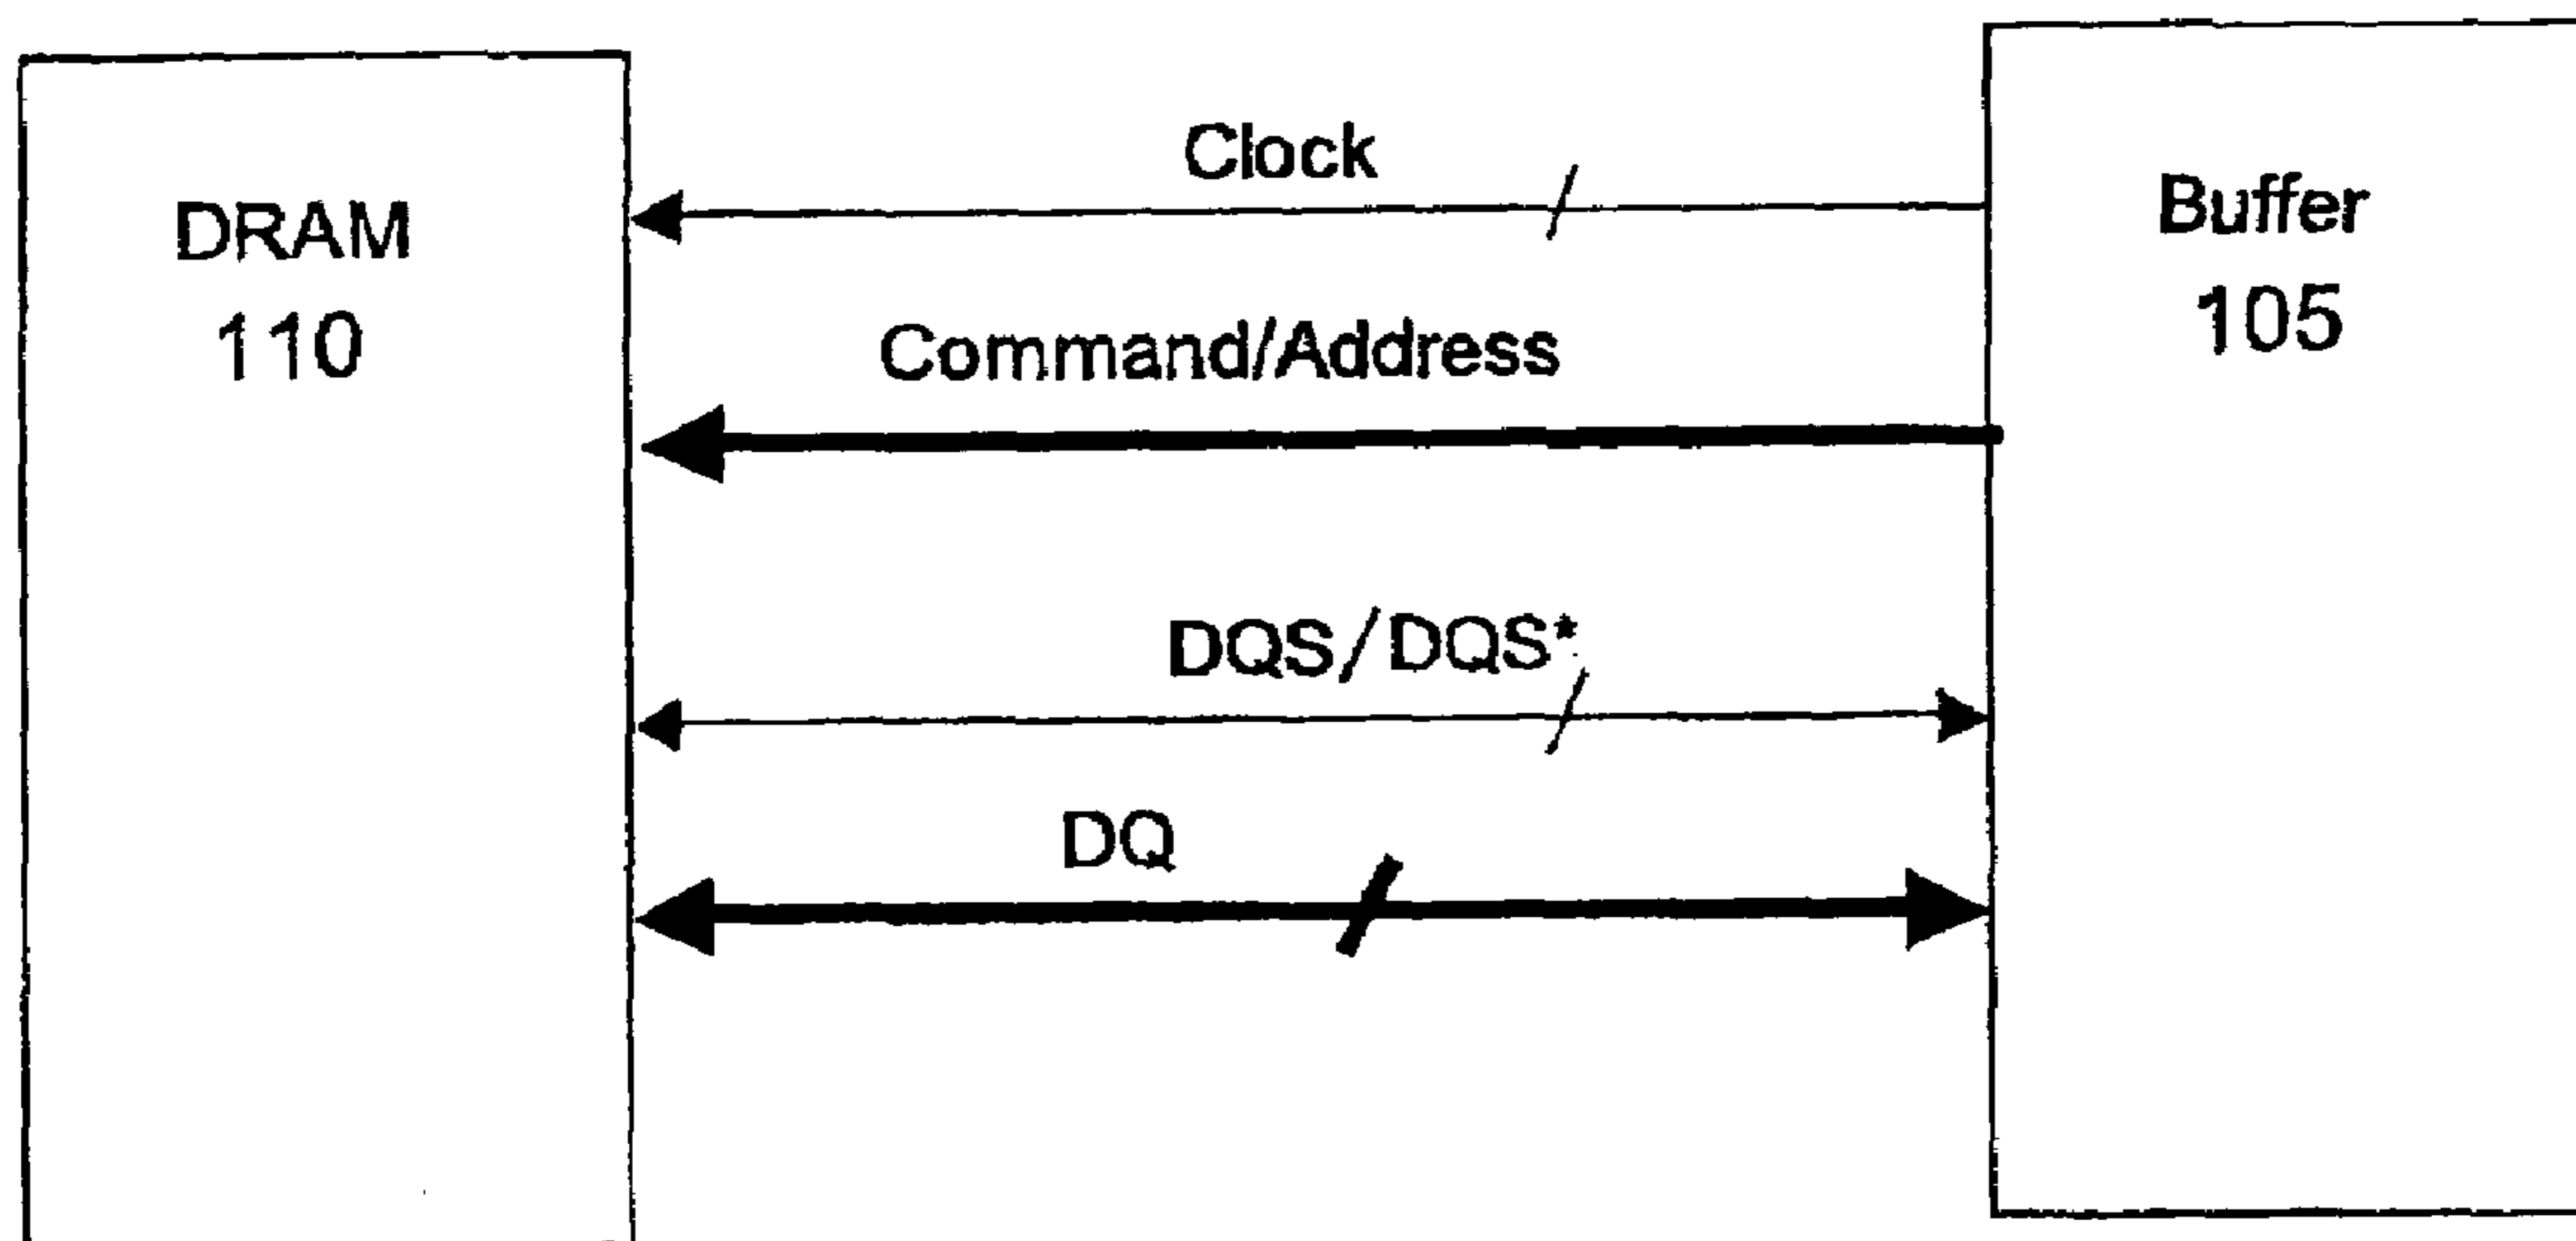 DRAM
110
Clock
Command/Address
DQS/DQS*
DQ
Buffer
105